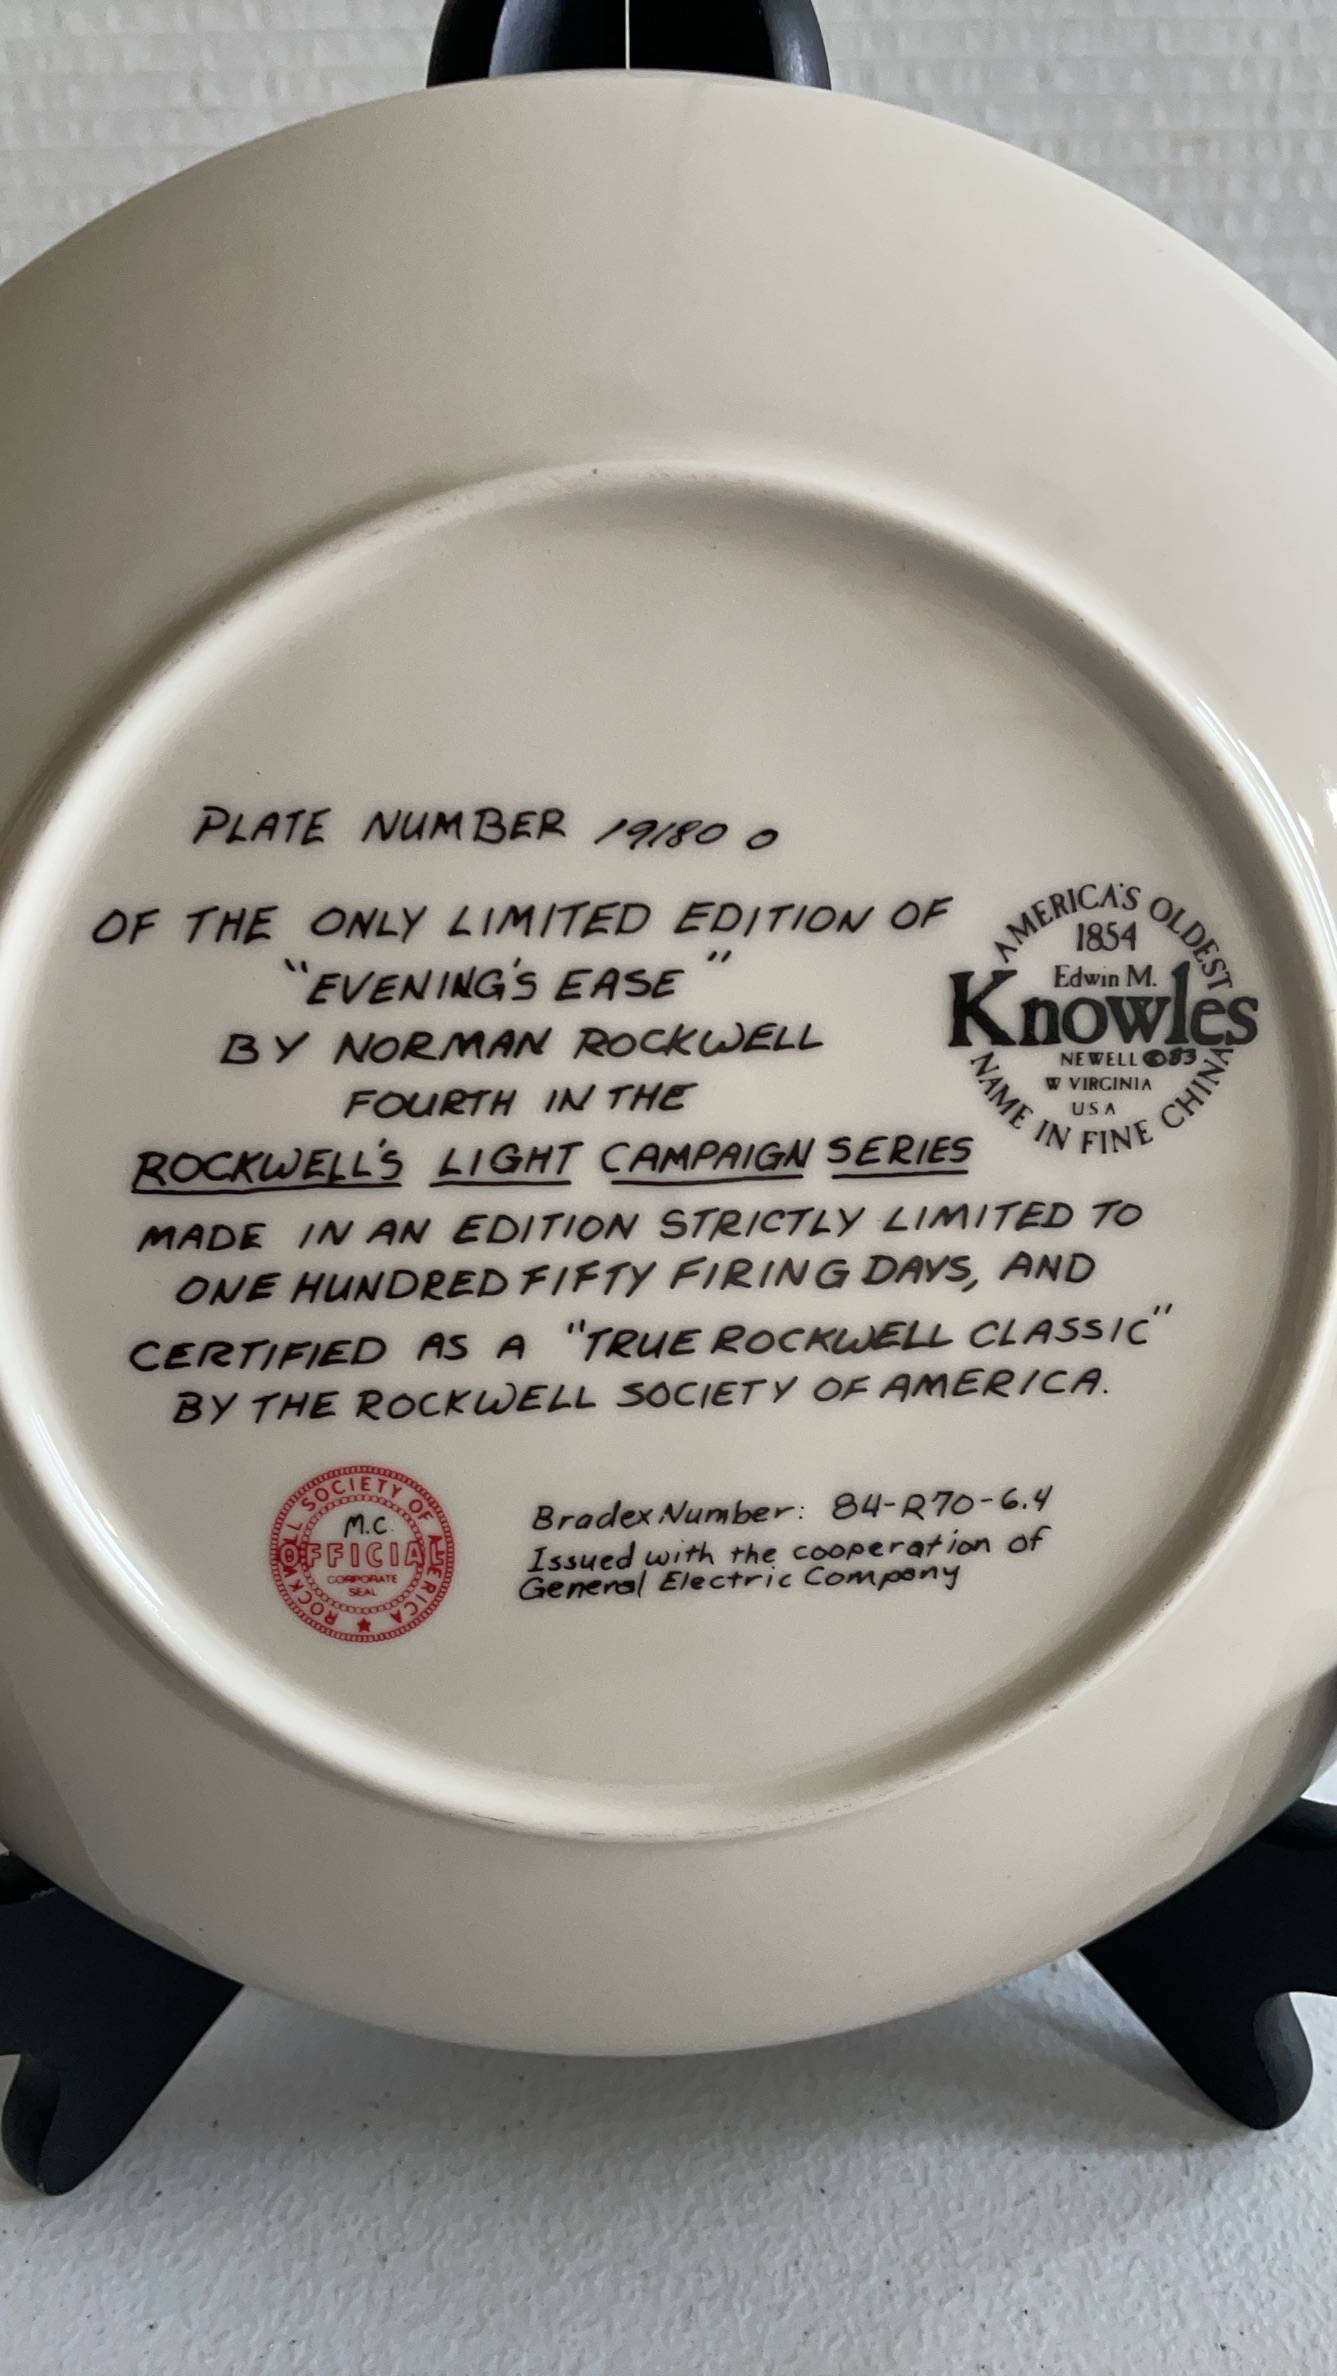 PLATE NUMBER 19180 o
OF THE ONLY LIMITED EDITION OF
"EVENING'S EASE"
BY NORMAN ROCKWELL
FOURTH IN THE
ROCKWELL'S LIGHT CAMPAIGN SERIES
MADE IN AN EDITION STRICTLY LIMITED TO
ONE HUNDRED FIFTY FIRING DAYS, AND
CERTIFIED AS A "TRUE ROCKWELL CLASSIC"
BY THE ROCKWELL SOCIETY OF AMERICA.
AMERICA'S OLDEST
1854
Edwin M.
Knowles
NEWELL ©83
W VIRGINIA
USA
NAME IN FINE CHINA
ROCKWELL SOCIETY OF AMERICA
M.C.
OFFICIAL
CORPORATE
SEAL
Bradex Number: 84-R70-6.4
Issued with the cooperation of
General Electric Company